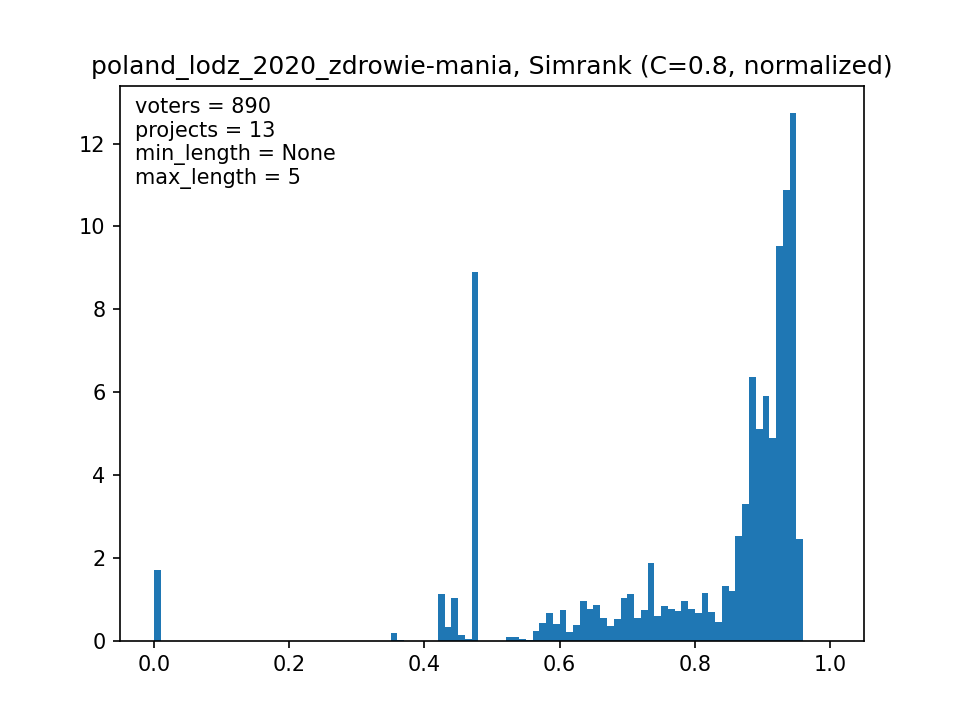 poland_lodz_2020_zdrowie-mania, Simrank (C=0.8, normalized)
voters = 890
projects = 13
min_length = None
max_length = 5
12
10
8
6
4
2
0
0.0 0.2 0.4 0.6 0.8 1.0